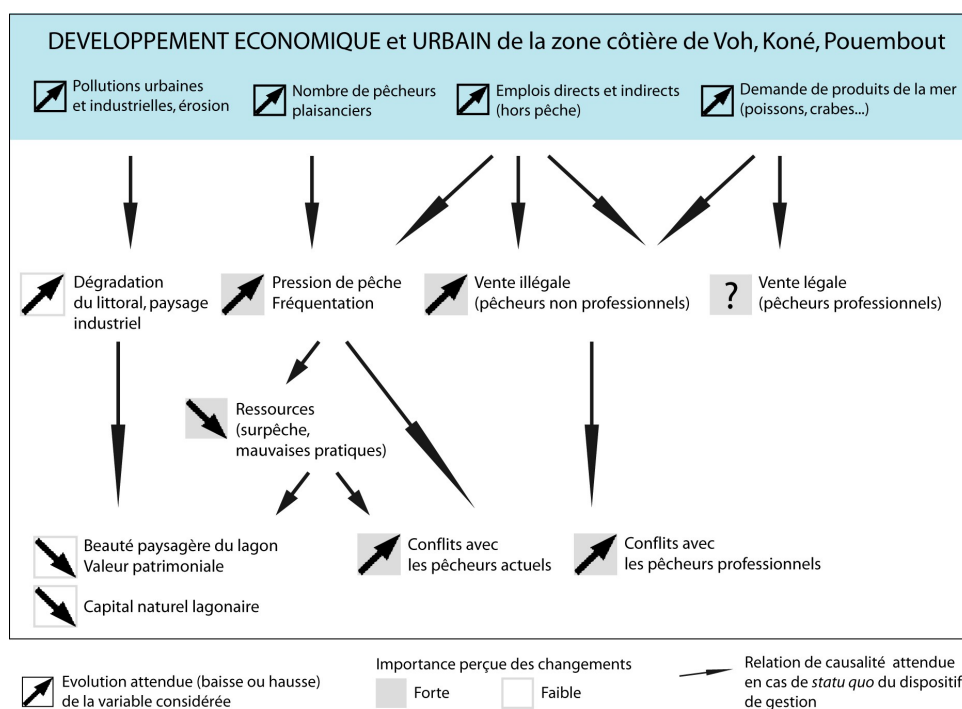 DEVELOPPEMENT ECONOMIQUE et URBAIN de la zone côtière de Voh, Koné, Pouembout
Pollutions urbaines
et industrielles, érosion
Nombre de pêcheurs
plaisanciers
Emplois directs et indirects
(hors pêche)
Demande de produits de la mer
(poissons, crabes...)
Dégradation
du littoral, paysage
industriel
Pression de pêche
Fréquentation
Vente illégale
(pêcheurs non professionnels)
?
Vente légale
(pêcheurs professionnels)
Ressources
(surpêche,
mauvaises pratiques)
Beauté paysagère du lagon
Valeur patrimoniale
Capital naturel lagonaire
Conflits avec
les pêcheurs actuels
Conflits avec
les pêcheurs professionnels
Evolution attendue (baisse ou hausse)
de la variable considérée
Importance perçue des changements
Forte
Faible
Relation de causalité attendue
en cas de statu quo du dispositif
de gestion